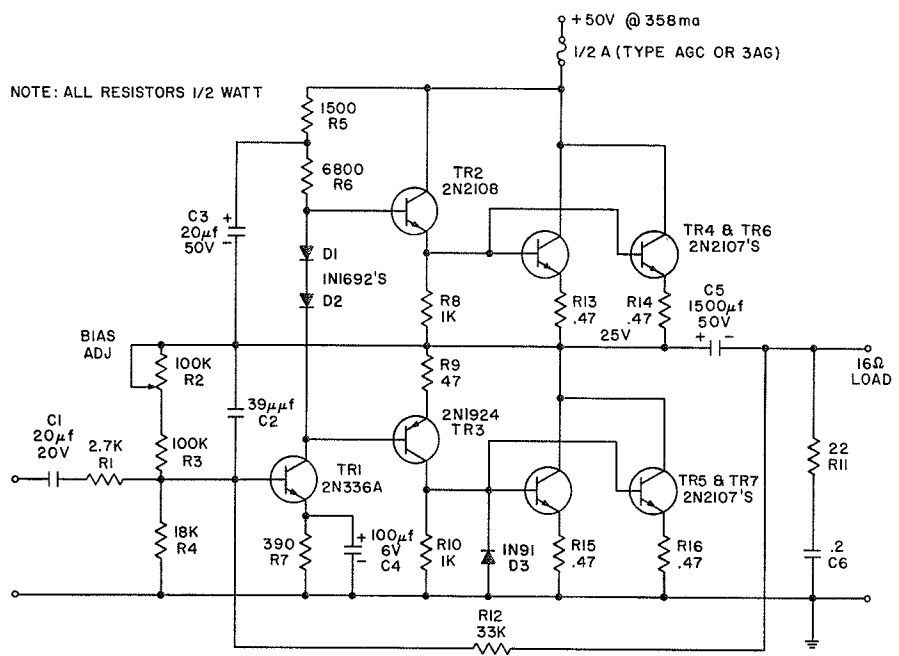 +50V @ 358ma
1/2 A (TYPE AGC OR 3AG)
NOTE: ALL RESISTORS 1/2 WATT
1500
R5
6800
R6
TR2
2N2108
C3
20μf
50V
+
-
D1
1N1692'S
D2
TR4 & TR6
2N2107'S
R8
1K
R13
.47
R14
.47
C5
1500μf
50V
+ -
25V
BIAS
ADJ
100K
R2
R9
47
16Ω
LOAD
39μμf
C2
2N1924
TR3
C1
20μf
20V
2.7K
R1
100K
R3
TR1
2N336A
TR5 & TR7
2N2107'S
22
R11
18K
R4
390
R7
+
-
100μf
6V
C4
R10
1K
1N91
D3
R15
.47
R16
.47
.2
C6
R12
33K